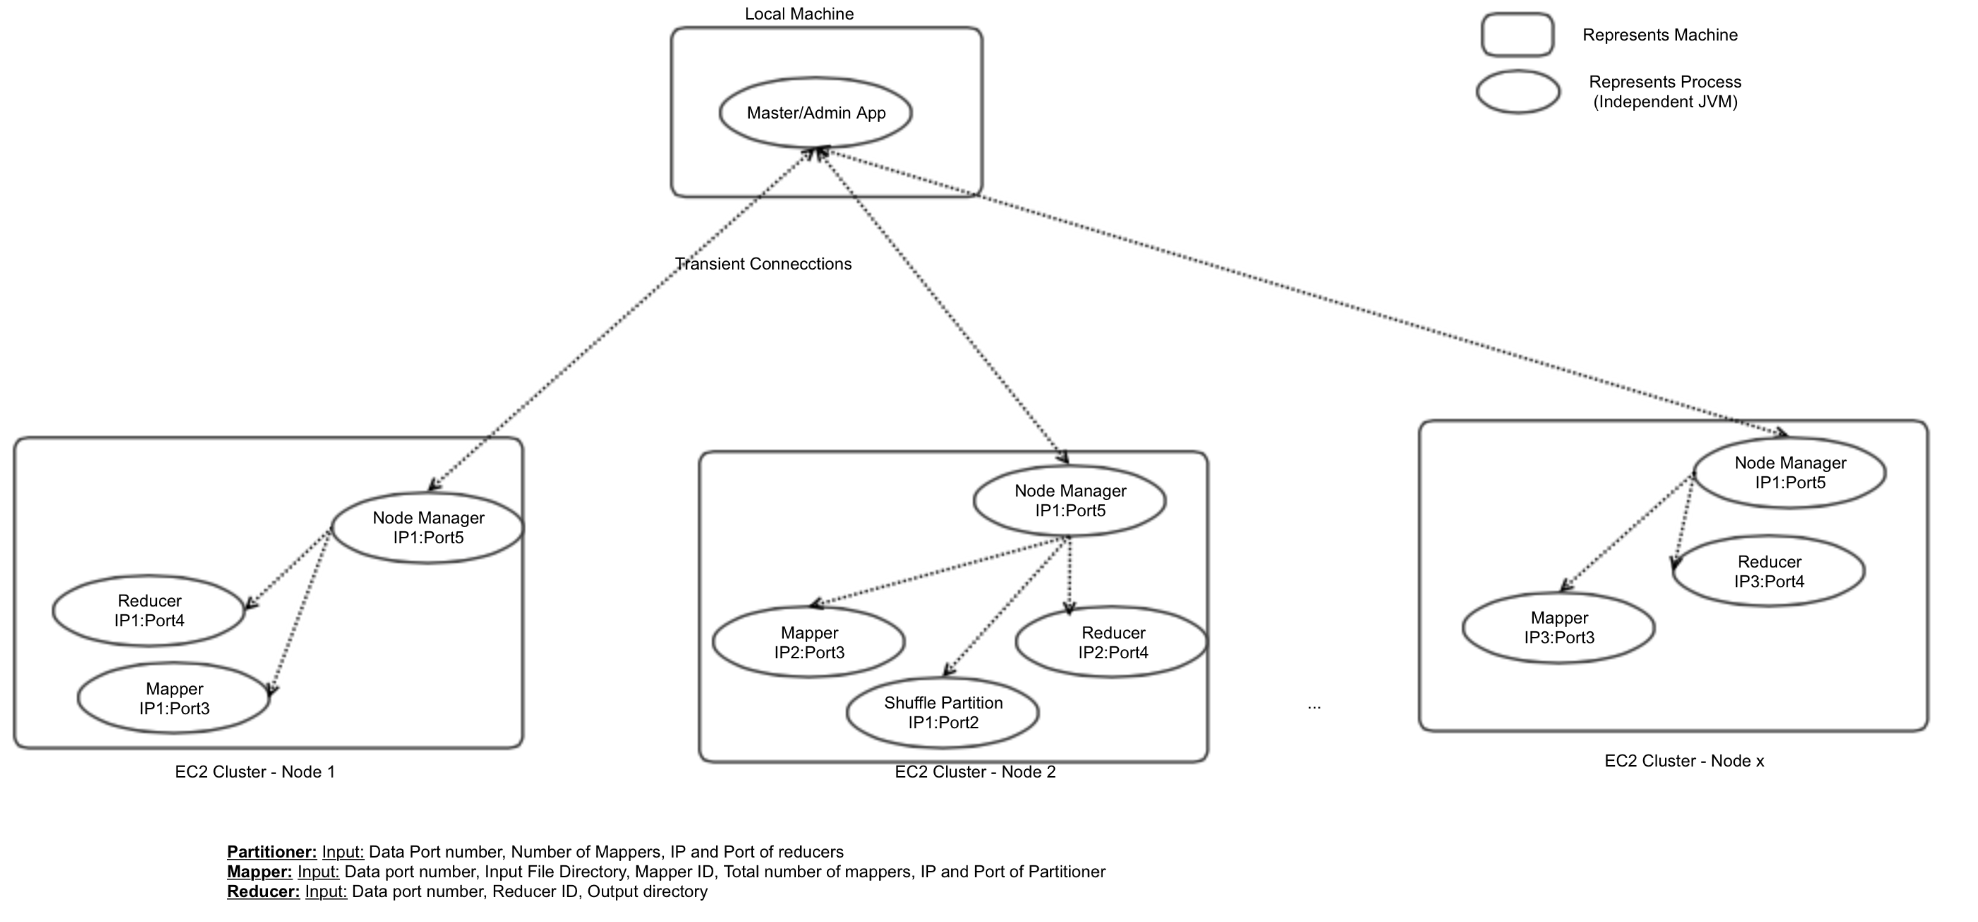 Local Machine
Represents Machine
Represents Process
(Independent JVM)
Master/Admin App
Transient Connecctions
Node Manager
IP1:Port5
Reducer
IP1:Port4
Mapper
IP1:Port3
EC2 Cluster - Node 1
Node Manager
IP1:Port5
Mapper
IP2:Port3
Reducer
IP2:Port4
Shuffle Partition
IP1:Port2
EC2 Cluster - Node 2
...
Node Manager
IP1:Port5
Reducer
IP3:Port4
Mapper
IP3:Port3
EC2 Cluster - Node x
Partitioner: Input: Data Port number, Number of Mappers, IP and Port of reducers
Mapper: Input: Data port number, Input File Directory, Mapper ID, Total number of mappers, IP and Port of Partitioner
Reducer: Input: Data port number, Reducer ID, Output directory